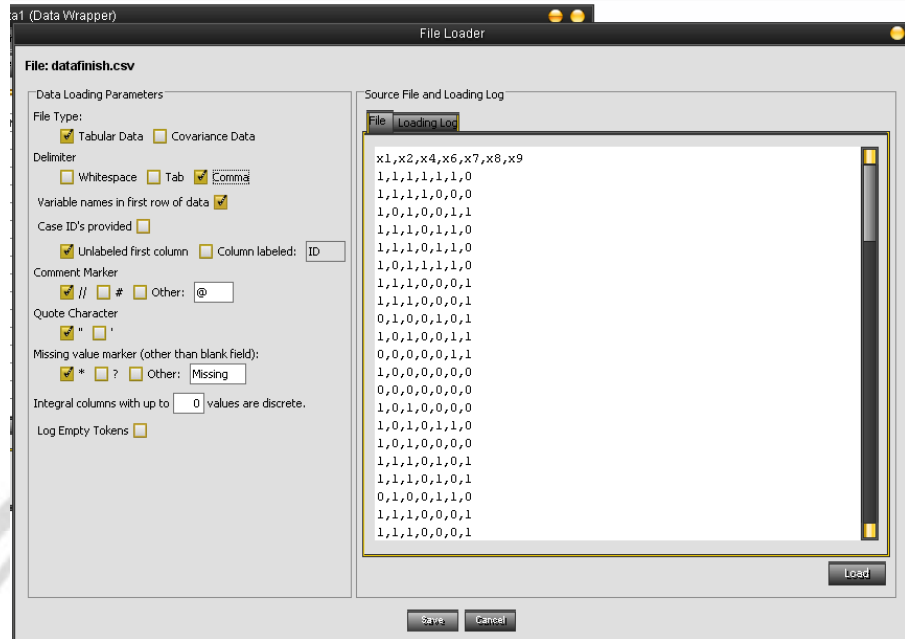 ta1 (Data Wrapper)
File Loader
File: datafinish.csv
Data Loading Parameters
File Type:
Tabular Data Covariance Data
Delimiter
Whitespace Tab Comma
Variable names in first row of data
Case ID's provided
Unlabeled first column Column labeled: ID
Comment Marker
// # Other: @
Quote Character
" '
Missing value marker (other than blank field):
* ? Other: Missing
Integral columns with up to 0 values are discrete.
Log Empty Tokens
Source File and Loading Log
File Loading Log
x1,x2,x4,x6,x7,x8,x9
1,1,1,1,1,1,0
1,1,1,1,0,0,0
1,0,1,0,0,1,1
1,1,1,0,1,1,0
1,1,1,0,1,1,0
1,0,1,1,1,1,0
1,1,1,0,0,0,1
1,1,1,0,0,0,1
0,1,0,0,1,0,1
1,0,1,0,0,1,1
0,0,0,0,0,1,1
1,0,0,0,0,0,0
0,0,0,0,0,0,0
1,0,1,0,0,0,0
1,1,0,1,0,1,1
1,0,1,0,0,0,0
1,1,1,0,1,0,1
1,1,1,0,1,0,1
0,1,0,0,1,1,0
1,1,1,0,0,0,1
1,1,1,0,0,0,1
Load
Save Cancel